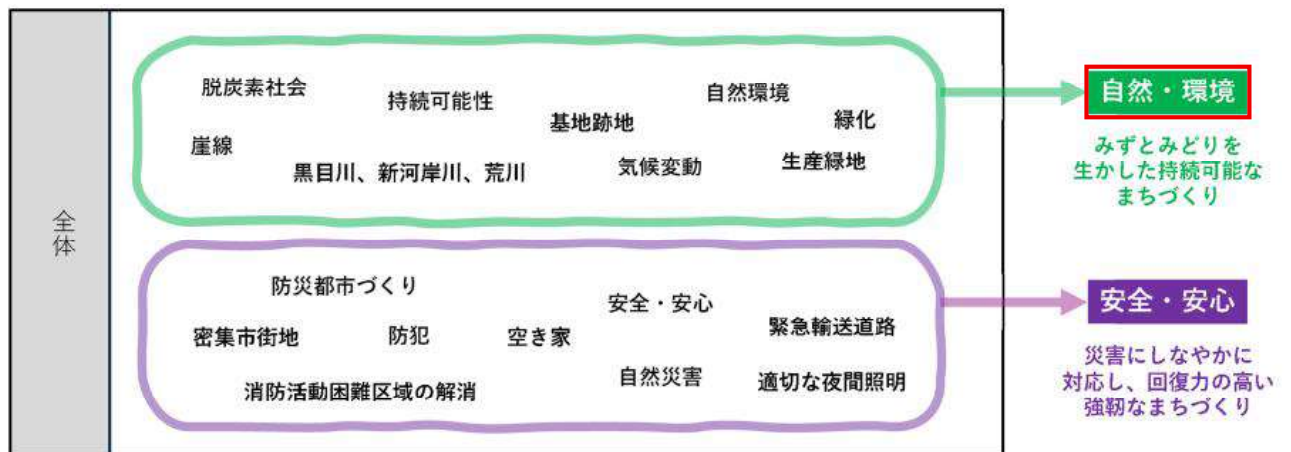 全体
脱炭素社会
持続可能性
自然環境
基地跡地
緑化
崖線
黒目川、新河岸川、荒川
気候変動
生産緑地
自然・環境
みずとみどりを
生かした持続可能な
まちづくり
防災都市づくり
安全・安心
密集市街地
防犯
空き家
緊急輸送道路
消防活動困難区域の解消
自然災害
適切な夜間照明
安全・安心
災害にしなやかに
対応し、回復力の高い
強靭なまちづくり